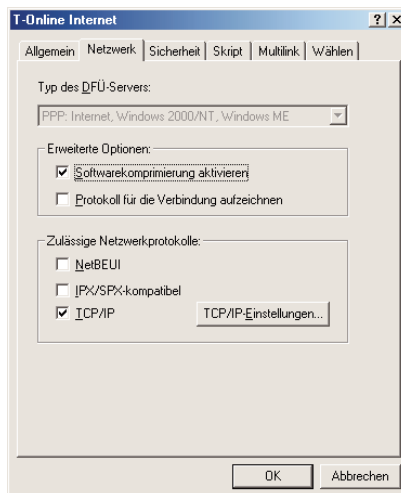 T-Online Internet
Allgemein Netzwerk Sicherheit Skript Multilink Wählen
Typ des DFÜ-Servers:
PPP: Internet, Windows 2000/NT, Windows ME
Erweiterte Optionen:
Softwarekomprimierung aktivieren
Protokoll für die Verbindung aufzeichnen
Zulässige Netzwerkprotokolle:
NetBEUI
IPX/SPX-kompatibel
TCP/IP TCP/IP-Einstellungen...
OK Abbrechen